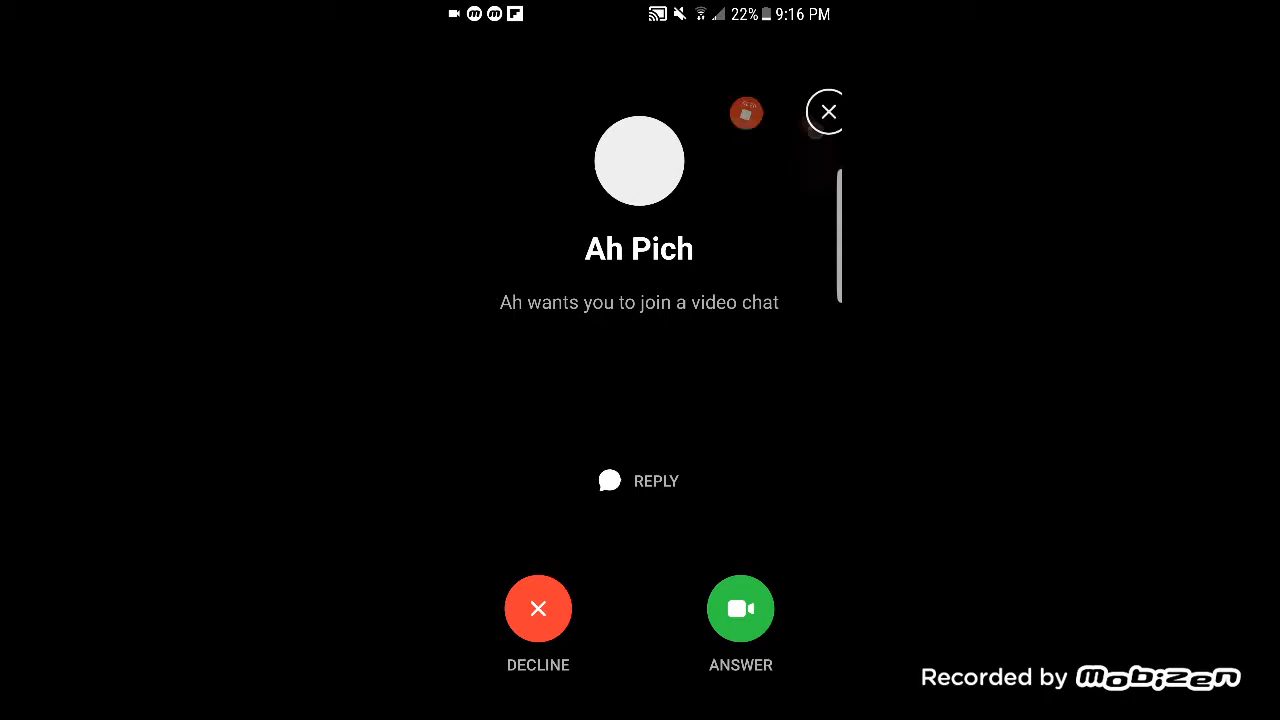 22% 9:16 PM
Ah Pich
Ah wants you to join a video chat
REPLY
DECLINE
ANSWER
Recorded by mobizen